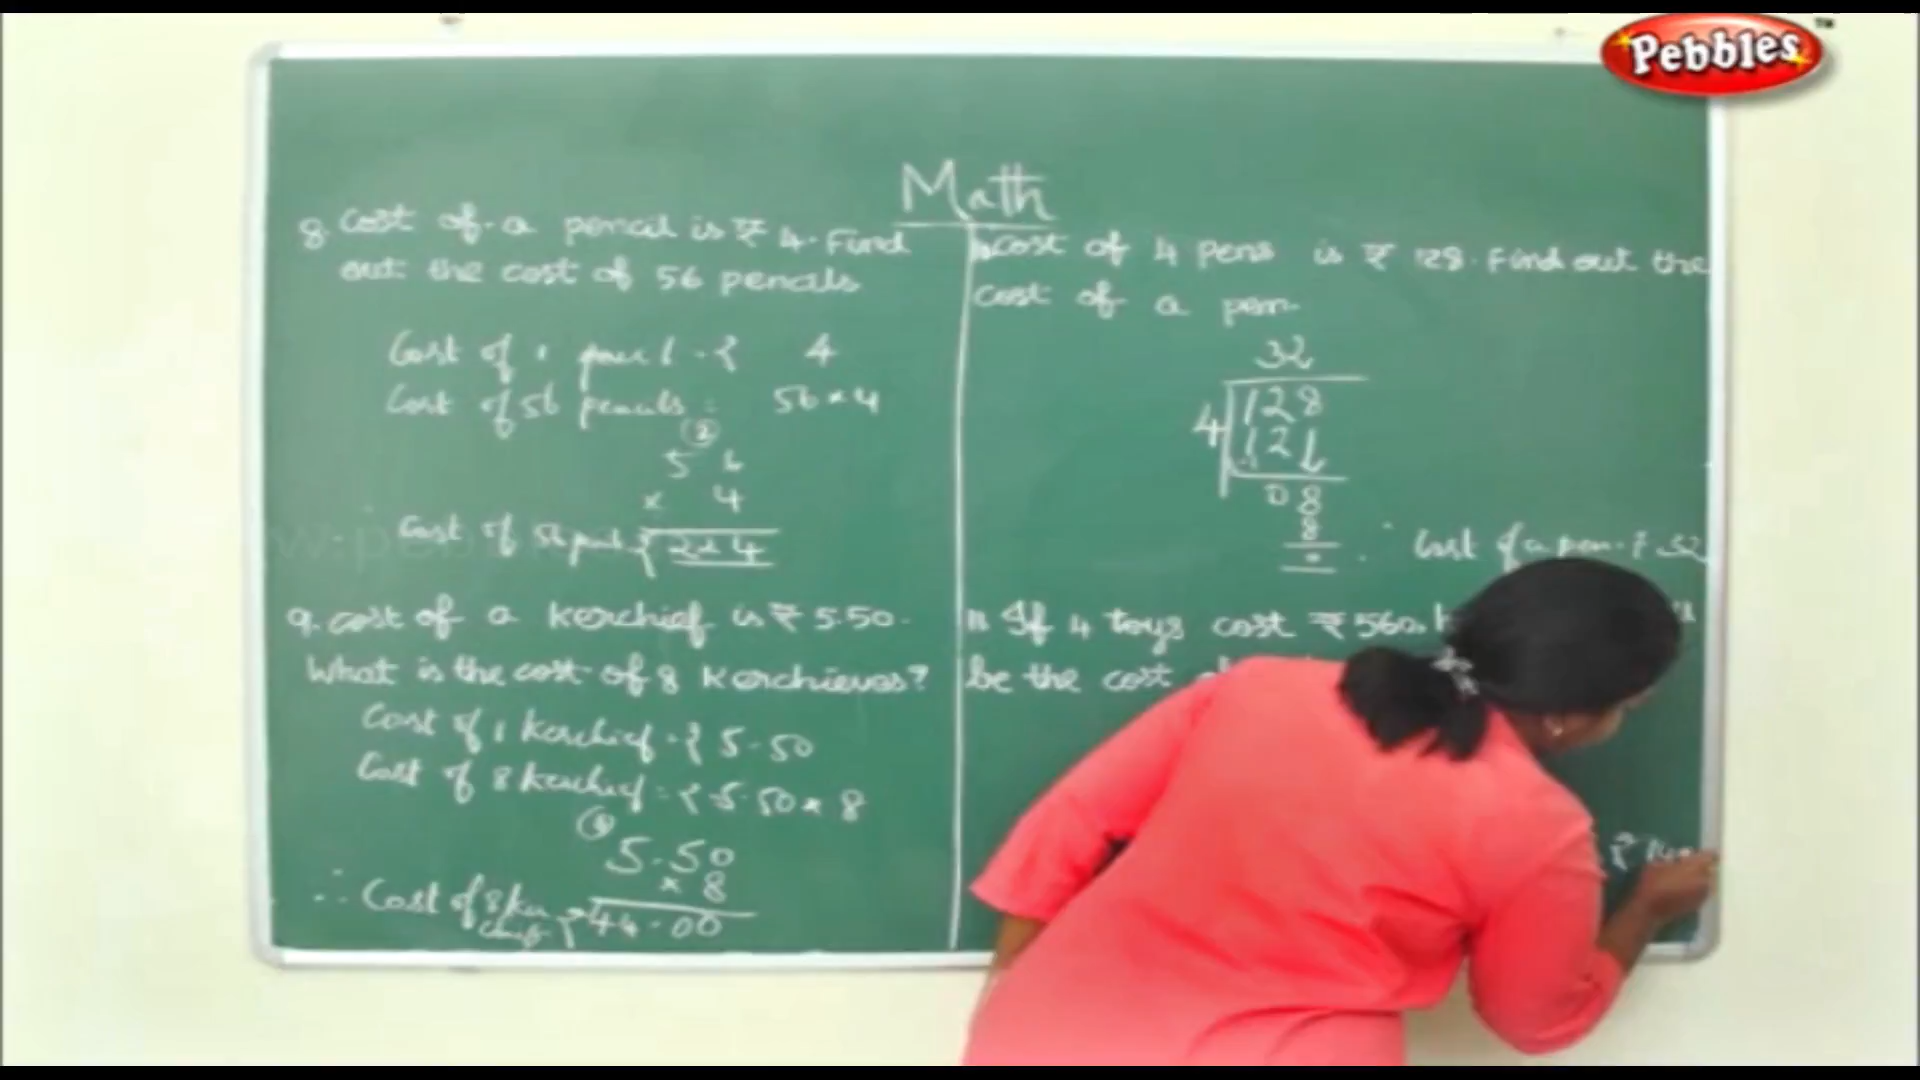 Pebbles™
Math
8. Cost of a pencil is ₹ 4. Find
out the cost of 56 pencils
Cost of 1 pencil = ₹ 4
Cost of 56 pencils = 56 × 4
2
5 6
× 4
Cost of 56 ₹ 224
9. Cost of a kerchief is ₹ 5.50.
What is the cost of 8 kerchieves?
Cost of 1 kerchief = ₹ 5.50
Cost of 8 kerchief = ₹ 5.50 × 8
5.50
× 8
∴ Cost of 8 ker
chief ₹ 44.00
Cost of 4 pens is ₹ 128. Find out the
cost of a pen.
32
4 128
12↓
08
8
∴ Cost of a pen = ₹ 32
11 If 4 toys cost ₹ 560.
be the cost
₹ 14